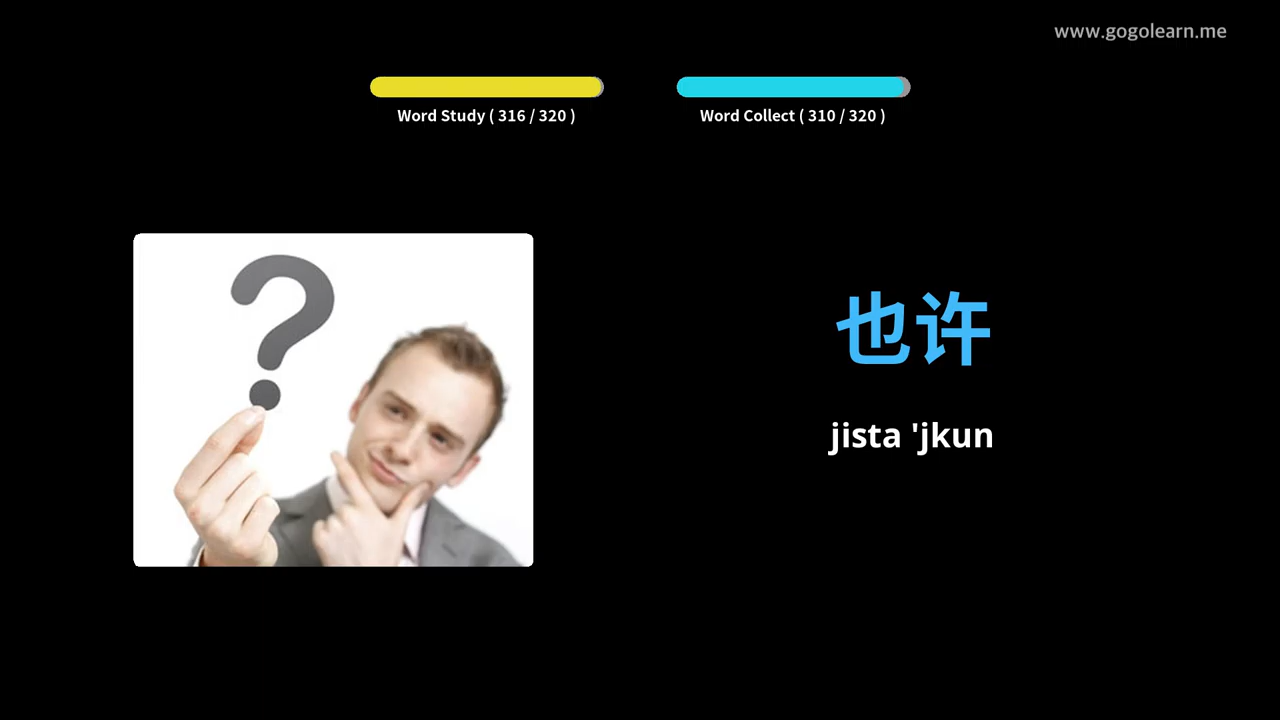 www.gogolearn.me
Word Study ( 316 / 320 )
Word Collect ( 310 / 320 )
?
也许
jista 'jkun